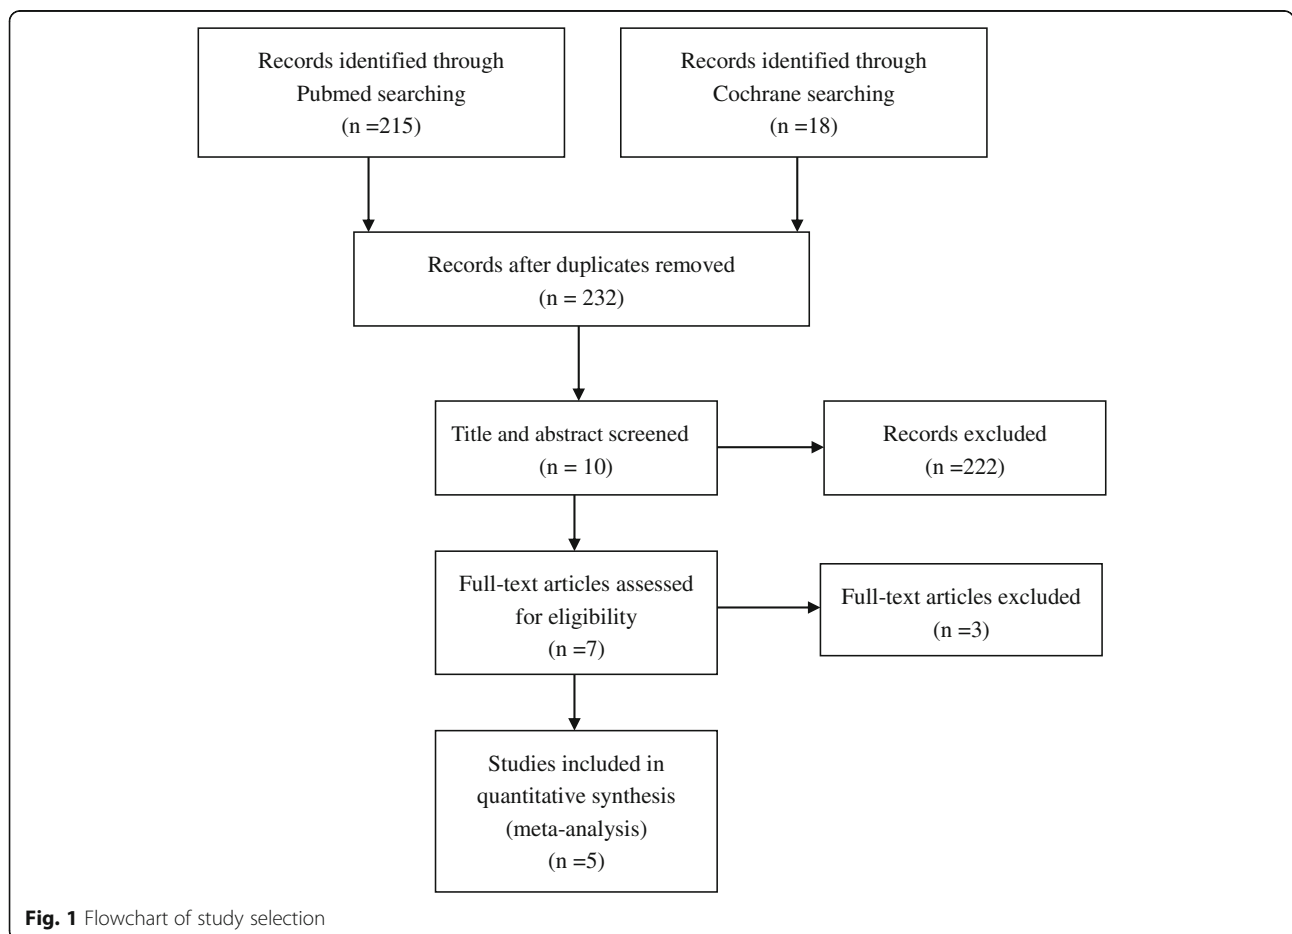 Records identified through
Pubmed searching
(n =215)
Records identified through
Cochrane searching
(n =18)
Records after duplicates removed
(n = 232)
Title and abstract screened
(n = 10)
Records excluded
(n =222)
Full-text articles assessed
for eligibility
(n =7)
Full-text articles excluded
(n =3)
Studies included in
quantitative synthesis
(meta-analysis)
(n =5)
Fig. 1 Flowchart of study selection